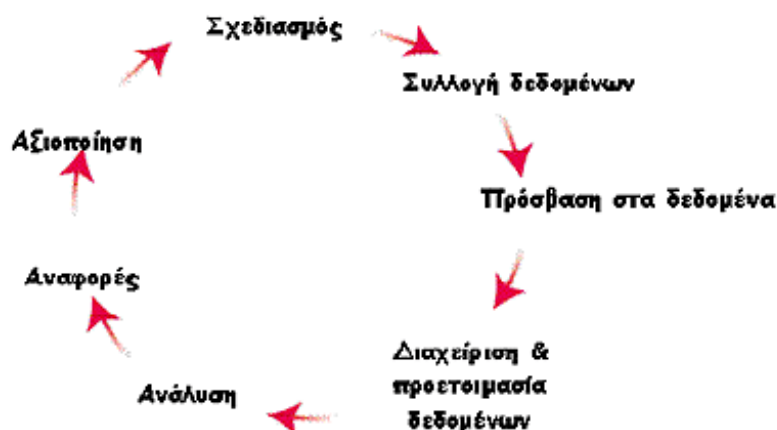 Σχεδιασμός
Συλλογή δεδομένων
Πρόσβαση στα δεδομένα
Διαχείριση &
προετοιμασία
δεδομένων
Ανάλυση
Αναφορές
Αξιοποίηση